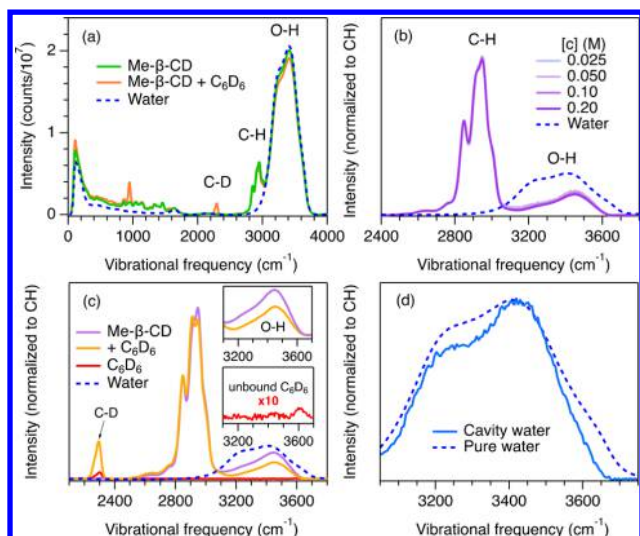 (a)
O-H
Me-β-CD
Me-β-CD + C₆D₆
Water
C-H
C-D
Intensity (counts/10⁷)
2
1
0
0 1000 2000 3000 4000
Vibrational frequency (cm⁻¹)
(b)
C-H
[c] (M)
0.025
0.050
0.10
0.20
Water
O-H
Intensity (normalized to CH)
2400 2800 3200 3600
Vibrational frequency (cm⁻¹)
(c)
Me-β-CD
+ C₆D₆
C₆D₆
Water
C-D
O-H
3200 3600
unbound C₆D₆
x10
3200 3600
Intensity (normalized to CH)
2400 2800 3200 3600
Vibrational frequency (cm⁻¹)
(d)
Cavity water
Pure water
Intensity (normalized to CH)
3200 3400 3600
Vibrational frequency (cm⁻¹)